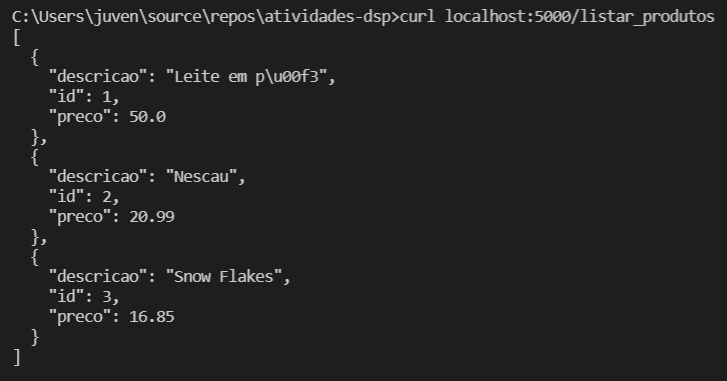 C:\Users\juven\source\repos\atividades-dsp>curl localhost:5000/listar_produtos
[
  {
    "descricao": "Leite em p\u00f3",
    "id": 1,
    "preco": 50.0
  },
  {
    "descricao": "Nescau",
    "id": 2,
    "preco": 20.99
  },
  {
    "descricao": "Snow Flakes",
    "id": 3,
    "preco": 16.85
  }
]